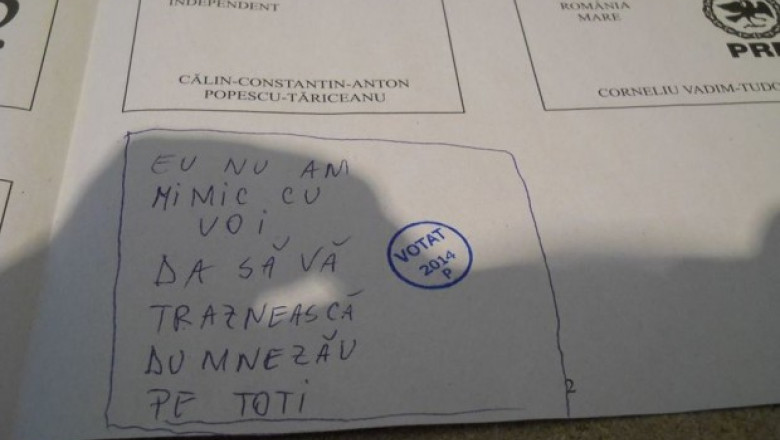 INDEPENDENT
CĂLIN-CONSTANTIN-ANTON
POPESCU-TĂRICEANU
ROMÂNIA
MARE
CORNELIU VADIM-TUDO
EU NU AM
MIMIC CU
VOI
DA SĂ VĂ
TRAZNEASCĂ
DUMNEZĂU
PE TOTI
VOTAT
2014
P